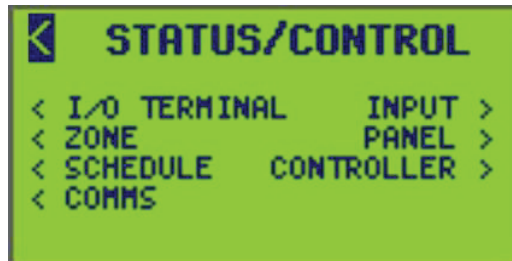 < STATUS/CONTROL
< I/O TERMINAL INPUT >
< ZONE PANEL >
< SCHEDULE CONTROLLER >
< COMMS